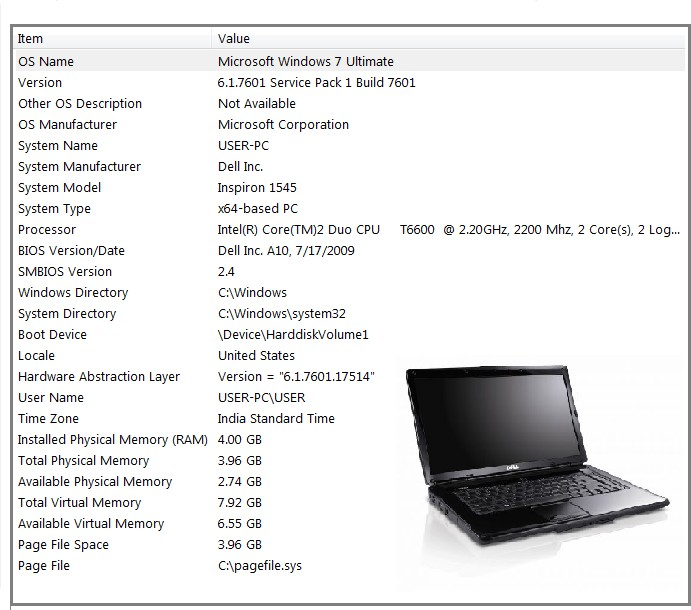 Item Value
OS Name Microsoft Windows 7 Ultimate
Version 6.1.7601 Service Pack 1 Build 7601
Other OS Description Not Available
OS Manufacturer Microsoft Corporation
System Name USER-PC
System Manufacturer Dell Inc.
System Model Inspiron 1545
System Type x64-based PC
Processor Intel(R) Core(TM)2 Duo CPU T6600 @ 2.20GHz, 2200 Mhz, 2 Core(s), 2 Log...
BIOS Version/Date Dell Inc. A10, 7/17/2009
SMBIOS Version 2.4
Windows Directory C:\Windows
System Directory C:\Windows\system32
Boot Device \Device\HarddiskVolume1
Locale United States
Hardware Abstraction Layer Version = "6.1.7601.17514"
User Name USER-PC\USER
Time Zone India Standard Time
Installed Physical Memory (RAM) 4.00 GB
Total Physical Memory 3.96 GB
Available Physical Memory 2.74 GB
Total Virtual Memory 7.92 GB
Available Virtual Memory 6.55 GB
Page File Space 3.96 GB
Page File C:\pagefile.sys
DELL